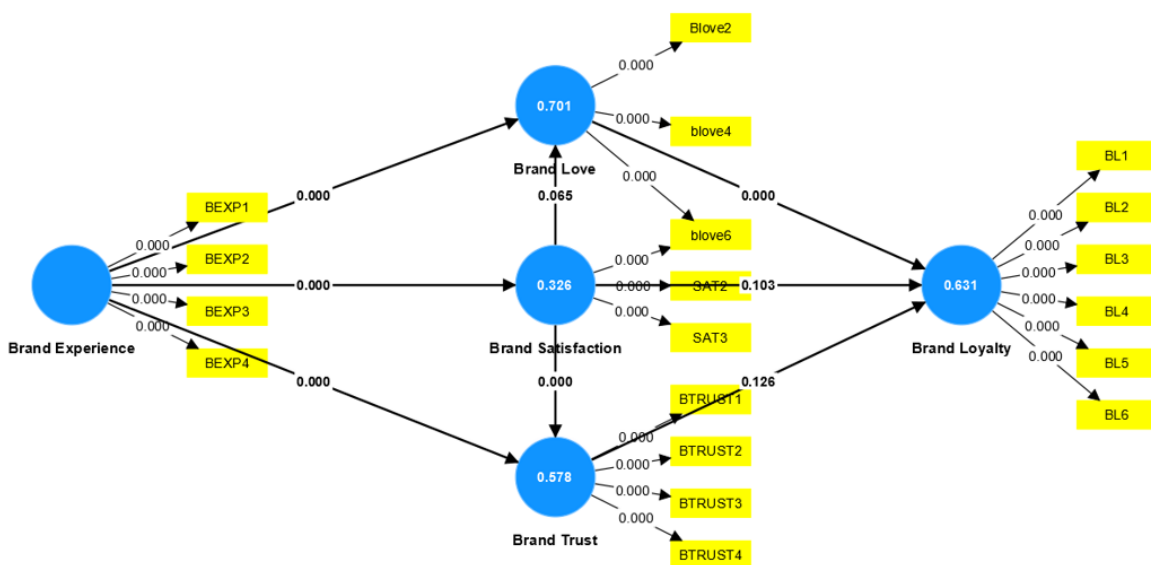 Blove2
0.000
0.701
0.000
blove4
Brand Love
0.000
BL1
0.000
0.065
0.000
0.000
BEXP1
BL2
0.000
blove6
0.000
BEXP2
0.000
BL3
0.000
0.000
0.326
0.000
SAT2
0.103
0.631
0.000
0.000
BEXP3
0.000
BL4
0.000
0.000
0.000
SAT3
Brand Experience
Brand Satisfaction
Brand Loyalty
BEXP4
0.000
BL5
0.000
0.000
0.126
BTRUST1
BL6
0.000
BTRUST2
0.000
0.578
0.000
BTRUST3
0.000
Brand Trust
BTRUST4